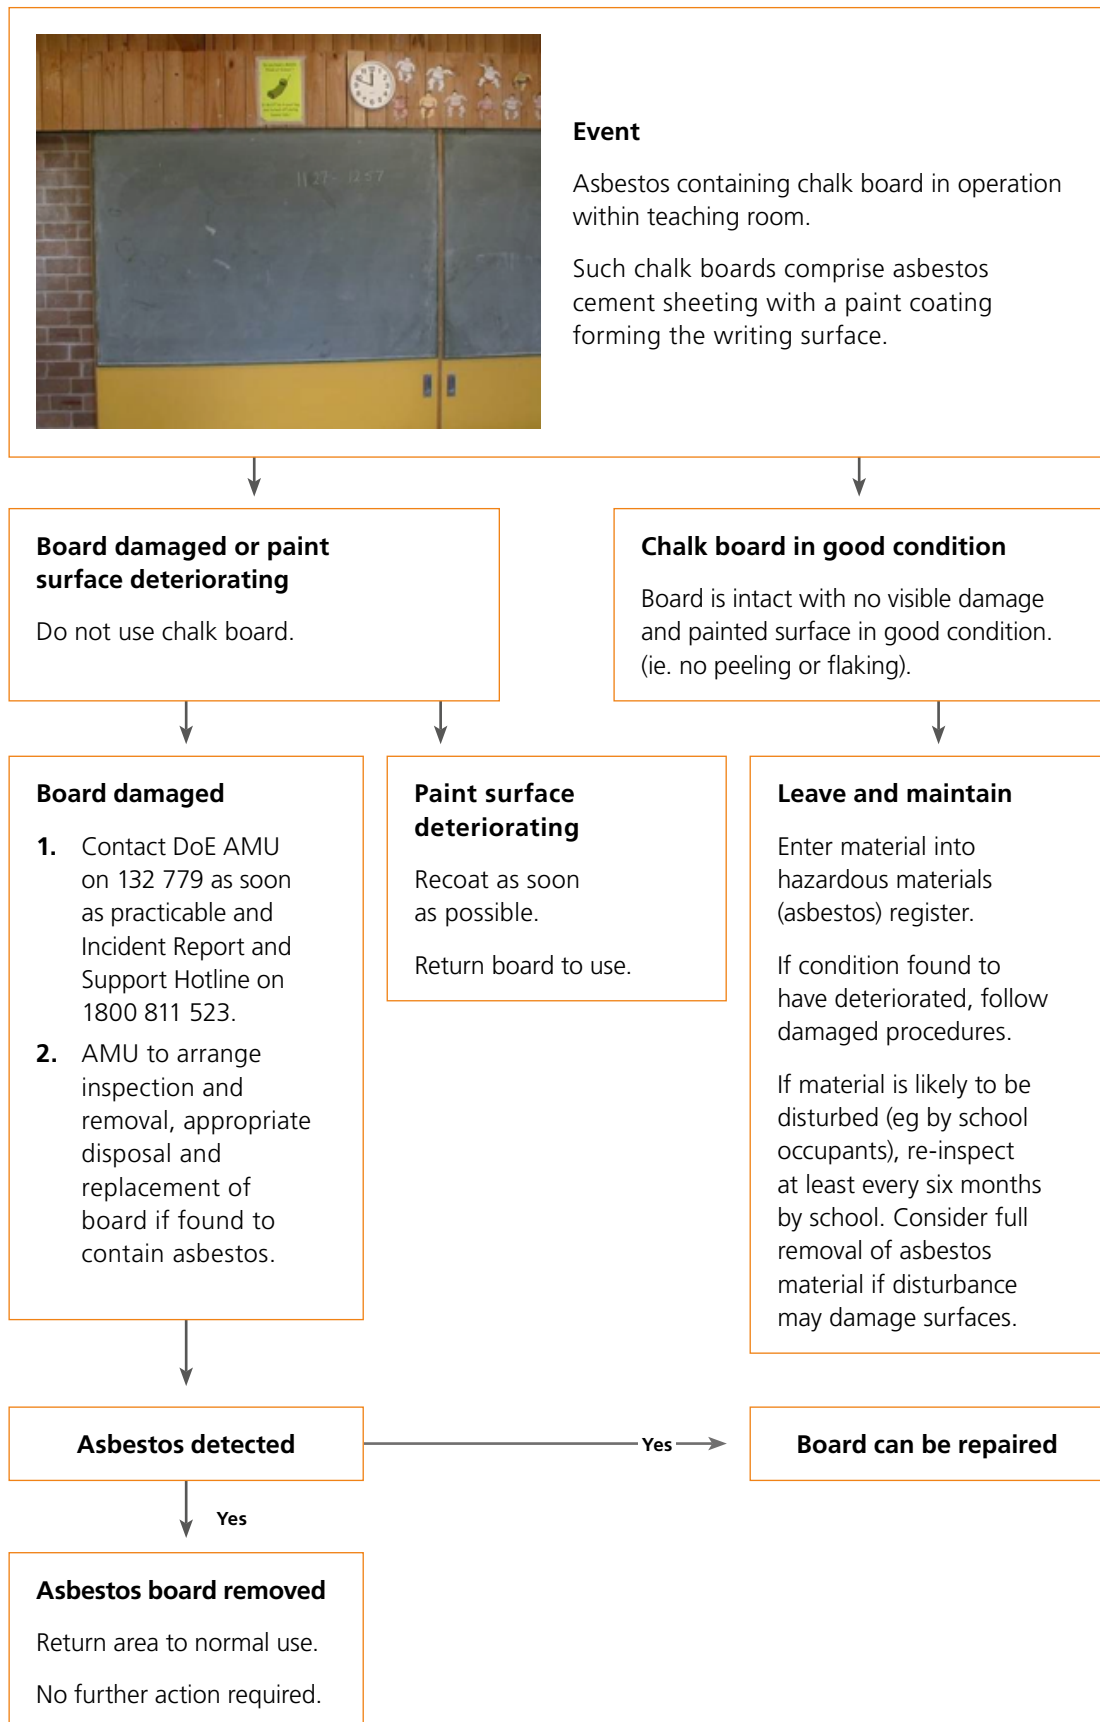 11 27 - 12 57
Event
Asbestos containing chalk board in operation
within teaching room.
Such chalk boards comprise asbestos
cement sheeting with a paint coating
forming the writing surface.
Board damaged or paint
surface deteriorating
Do not use chalk board.
Chalk board in good condition
Board is intact with no visible damage
and painted surface in good condition.
(ie. no peeling or flaking).
Board damaged
1. Contact DoE AMU
on 132 779 as soon
as practicable and
Incident Report and
Support Hotline on
1800 811 523.
2. AMU to arrange
inspection and
removal, appropriate
disposal and
replacement of
board if found to
contain asbestos.
Paint surface
deteriorating
Recoat as soon
as possible.
Return board to use.
Leave and maintain
Enter material into
hazardous materials
(asbestos) register.
If condition found to
have deteriorated, follow
damaged procedures.
If material is likely to be
disturbed (eg by school
occupants), re-inspect
at least every six months
by school. Consider full
removal of asbestos
material if disturbance
may damage surfaces.
Asbestos detected
Yes
Board can be repaired
Yes
Asbestos board removed
Return area to normal use.
No further action required.